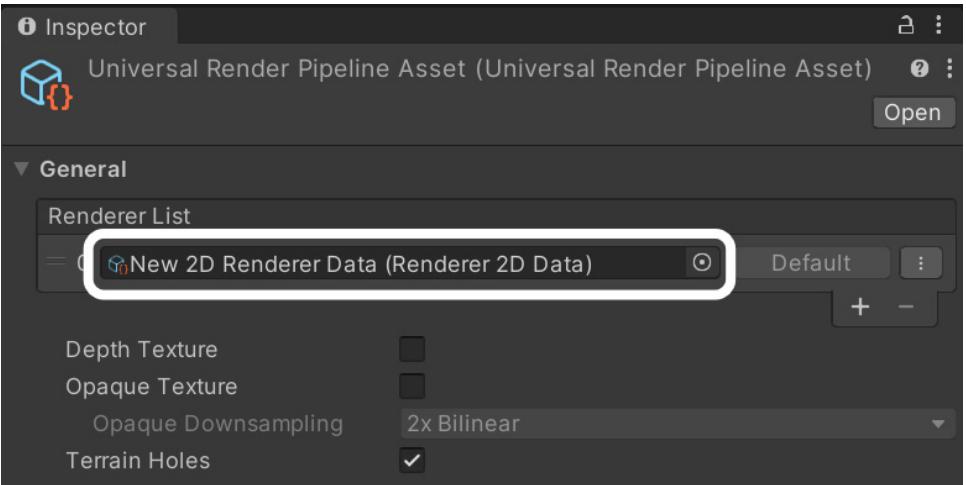 Inspector
Universal Render Pipeline Asset (Universal Render Pipeline Asset)
Open
General
Renderer List
New 2D Renderer Data (Renderer 2D Data)
Default
Depth Texture
Opaque Texture
Opaque Downsampling
2x Bilinear
Terrain Holes